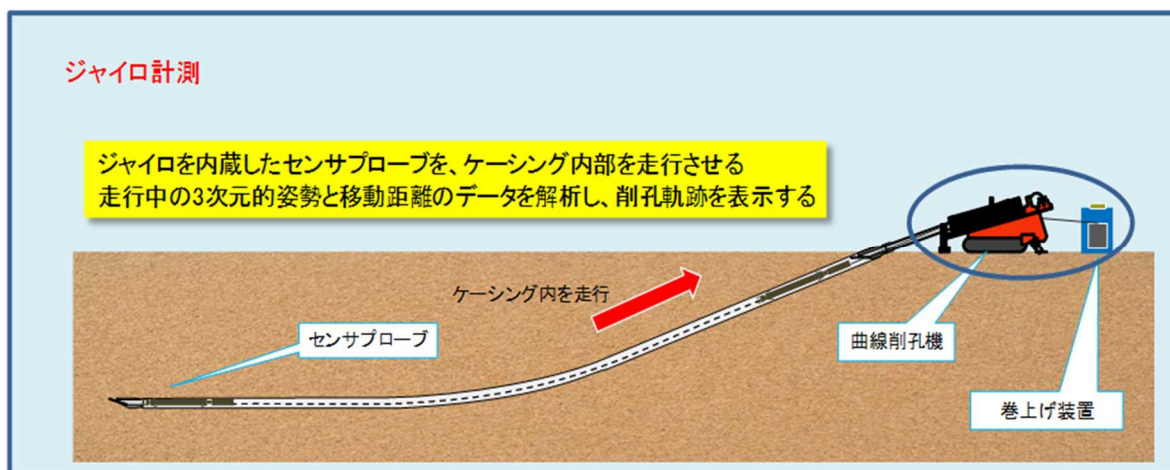 ジャイロ計測
ジャイロを内蔵したセンサプローブを、ケーシング内部を走行させる
走行中の3次元的姿勢と移動距離のデータを解析し、削孔軌跡を表示する
ケーシング内を走行
センサプローブ
曲線削孔機
巻上げ装置